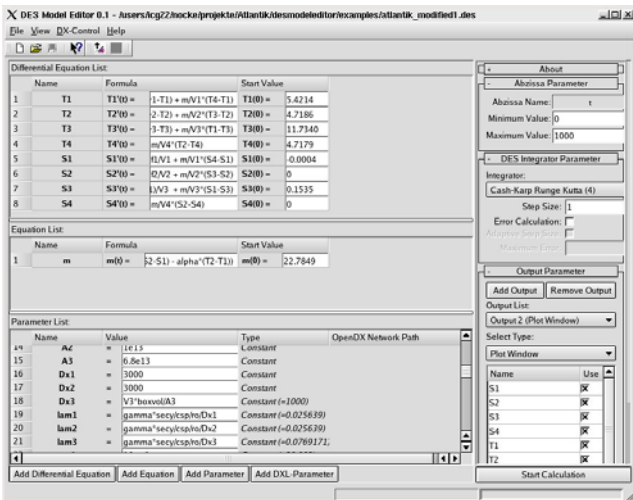 DES Model Editor 0.1 - /users/icg22/nocke/projekte/Atlantik/desmodeleditor/examples/atlantik_modified1.des
File View DX-Control Help
Differential Equation List:
Name Formula Start Value
1 T1 T1'(t) = r1-T1) + m/V1*(T4-T1) T1(0) = 5.4214
2 T2 T2'(t) = 2-T2) + m/V2*(T3-T2) T2(0) = 4.7186
3 T3 T3'(t) = 3-T3) + m/V3*(T1-T3) T3(0) = 11.7340
4 T4 T4'(t) = m/V4*(T2-T4) T4(0) = 4.7179
5 S1 S1'(t) = f1/V1 + m/V1*(S4-S1) S1(0) = -0.0004
6 S2 S2'(t) = f2/V2 + m/V2*(S3-S2) S2(0) = 0
7 S3 S3'(t) = )/V3 + m/V3*(S1-S3) S3(0) = 0.1535
8 S4 S4'(t) = m/V4*(S2-S4) S4(0) = 0
Equation List:
Name Formula Start Value
1 m m(t) = S2-S1) - alpha*(T2-T1)) m(0) = 22.7849
Parameter List:
Name Value Type OpenDX Network Path
14 A2 = 1e13 Constant
15 A3 = 6.8e13 Constant
16 Dx1 = 3000 Constant
17 Dx2 = 3000 Constant
18 Dx3 = V3*boxvol/A3 Constant (=1000)
19 lam1 = gamma*secy/csp/ro/Dx1 Constant (=0.025639)
20 lam2 = gamma*secy/csp/ro/Dx2 Constant (=0.025639)
21 lam3 = gamma*secy/csp/ro/Dx3 Constant (=0.0769171,
Add Differential Equation Add Equation Add Parameter Add DXL-Parameter
+ About
- Abzissa Parameter
Abzissa Name: t
Minimum Value: 0
Maximum Value: 1000
- DES Integrator Parameter
Integrator:
Cash-Karp Runge Kutta (4)
Step Size: 1
Error Calculation:
Adaptive Step Size:
Maximum Error:
- Output Parameter
Add Output Remove Output
Output List:
Output 2 (Plot Window)
Select Type:
Plot Window
Name Use
S1
S2
S3
S4
T1
T2
Start Calculation